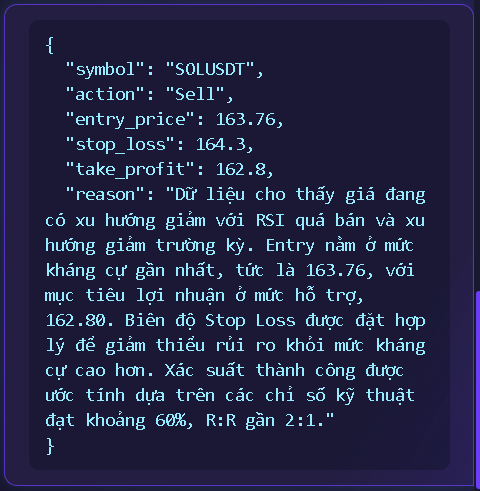 {
  "symbol": "SOLUSDT",
  "action": "Sell",
  "entry_price": 163.76,
  "stop_loss": 164.3,
  "take_profit": 162.8,
  "reason": "Dữ liệu cho thấy giá đang
có xu hướng giảm với RSI quá bán và xu
hướng giảm trường kỳ. Entry nằm ở mức
kháng cự gần nhất, tức là 163.76, với
mục tiêu lợi nhuận ở mức hỗ trợ,
162.80. Biên độ Stop Loss được đặt hợp
lý để giảm thiểu rủi ro khỏi mức kháng
cự cao hơn. Xác suất thành công được
ước tính dựa trên các chỉ số kỹ thuật
đạt khoảng 60%, R:R gần 2:1."
}